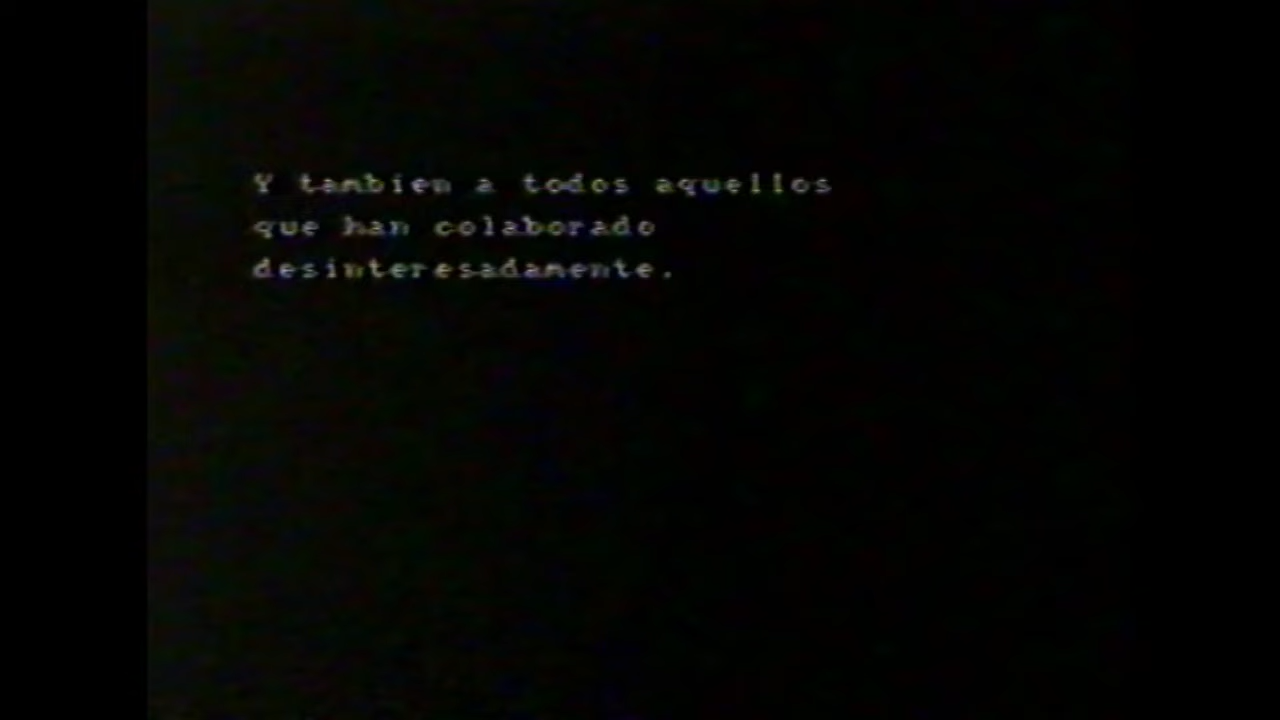 Y tambien a todos aquellos
que han colaborado
desinteresadamente.